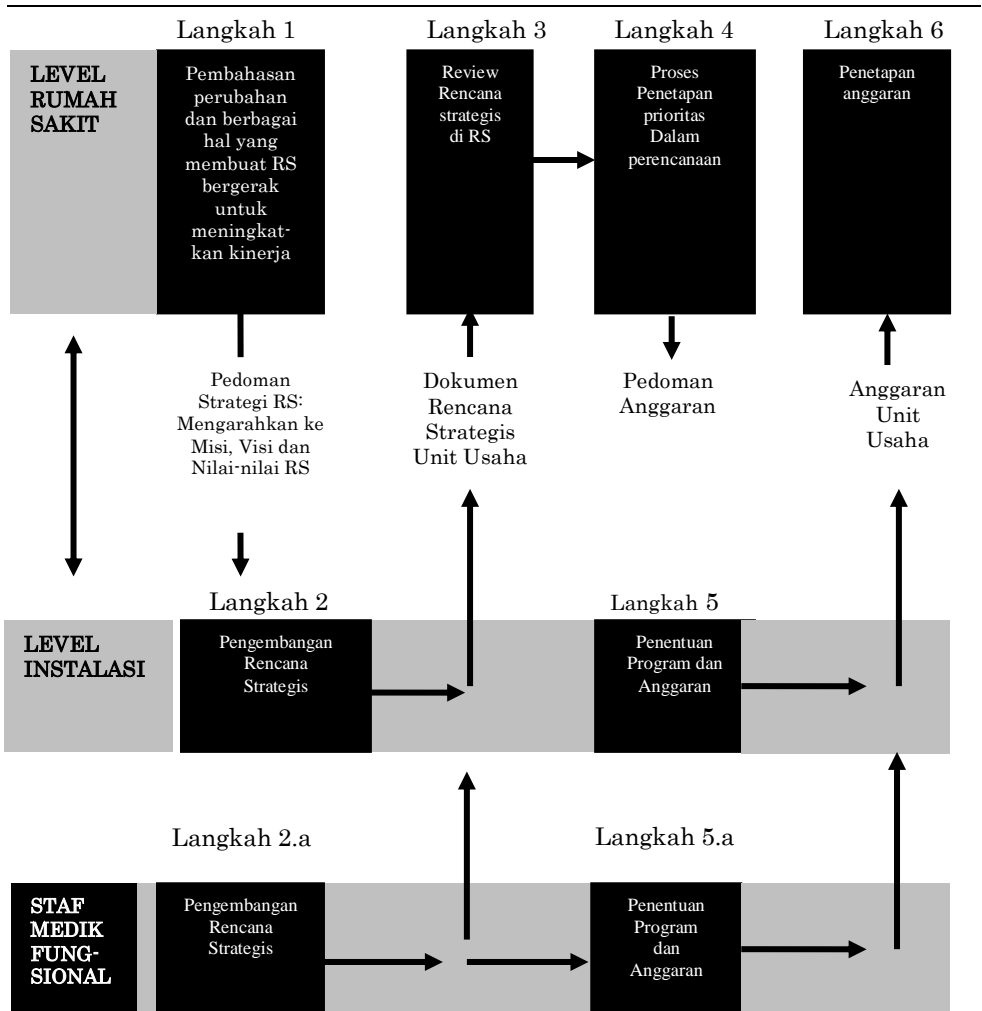 Langkah 1
Langkah 3
Langkah 4
Langkah 6
LEVEL
RUMAH
SAKIT
Pembahasan
perubahan
dan berbagai
hal yang
membuat RS
bergerak
untuk
meningkat-
kan kinerja
Review
Rencana
strategis
di RS
Proses
Penetapan
prioritas
Dalam
perencanaan
Penetapan
anggaran
Pedoman
Strategi RS:
Mengarahkan ke
Misi, Visi dan
Nilai-nilai RS
Dokumen
Rencana
Strategis
Unit Usaha
Pedoman
Anggaran
Anggaran
Unit
Usaha
Langkah 2
Langkah 5
LEVEL
INSTALASI
Pengembangan
Rencana
Strategis
Penentuan
Program dan
Anggaran
Langkah 2.a
Langkah 5.a
STAF
MEDIK
FUNG-
SIONAL
Pengembangan
Rencana
Strategis
Penentuan
Program
dan
Anggaran